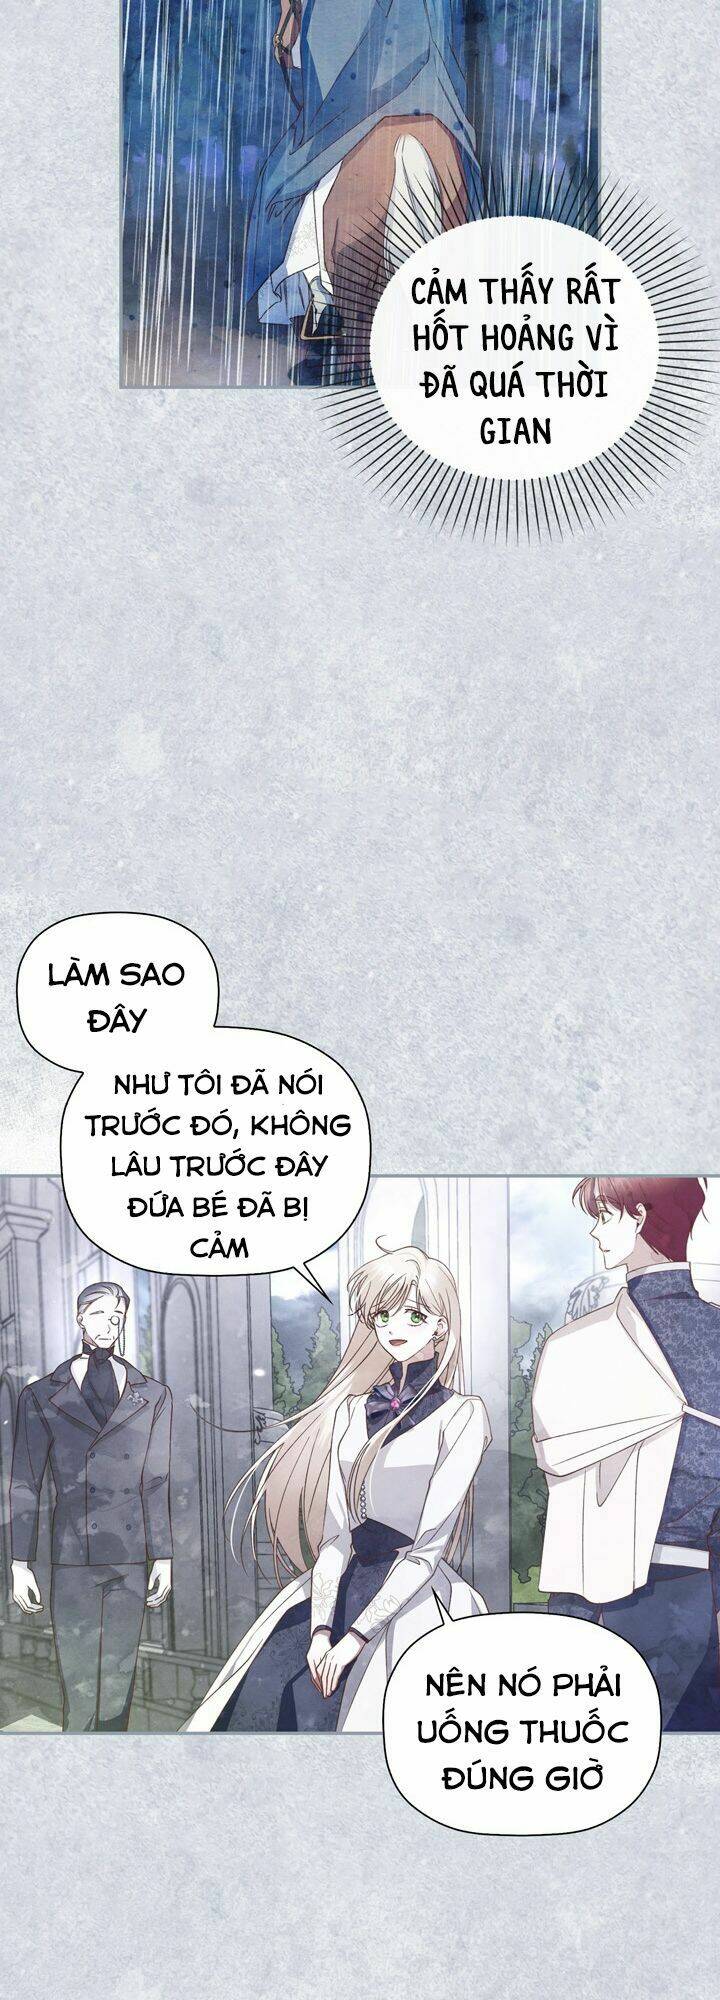 CẢM THẤY RẤT
HỐT HOẢNG VÌ
ĐÃ QUÁ THỜI
GIAN
LÀM SAO
ĐÂY
NHƯ TÔI ĐÃ NÓI
TRƯỚC ĐÓ, KHÔNG
LÂU TRƯỚC ĐÂY
ĐỨA BÉ ĐÃ BỊ
CẢM
NÊN NÓ PHẢI
UỐNG THUỐC
ĐÚNG GIỜ